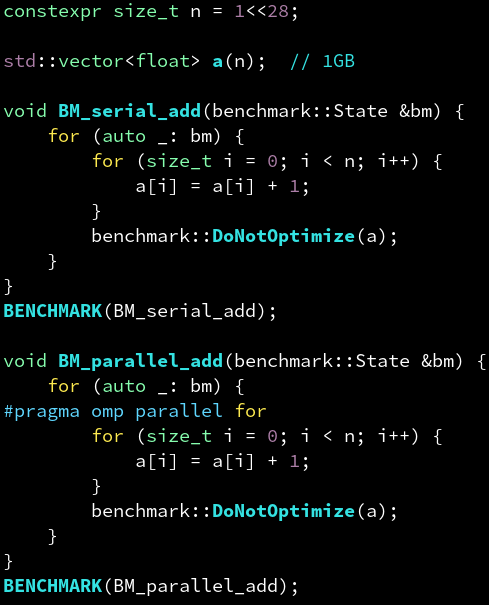 constexpr size_t n = 1<<28;

std::vector<float> a(n);  // 1GB

void BM_serial_add(benchmark::State &bm) {
    for (auto _: bm) {
        for (size_t i = 0; i < n; i++) {
            a[i] = a[i] + 1;
        }
        benchmark::DoNotOptimize(a);
    }
}
BENCHMARK(BM_serial_add);

void BM_parallel_add(benchmark::State &bm) {
    for (auto _: bm) {
#pragma omp parallel for
        for (size_t i = 0; i < n; i++) {
            a[i] = a[i] + 1;
        }
        benchmark::DoNotOptimize(a);
    }
}
BENCHMARK(BM_parallel_add);